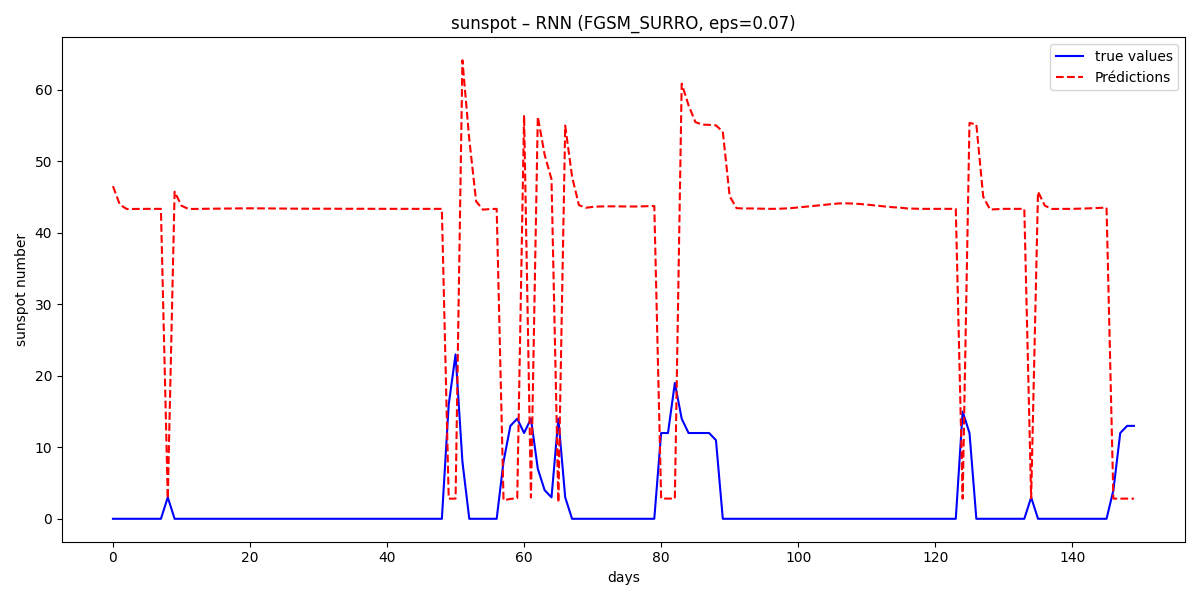 sunspot – RNN (FGSM_SURRO, eps=0.07)
true values
Prédictions
sunspot number
60
50
40
30
20
10
0
0 20 40 60 80 100 120 140
days